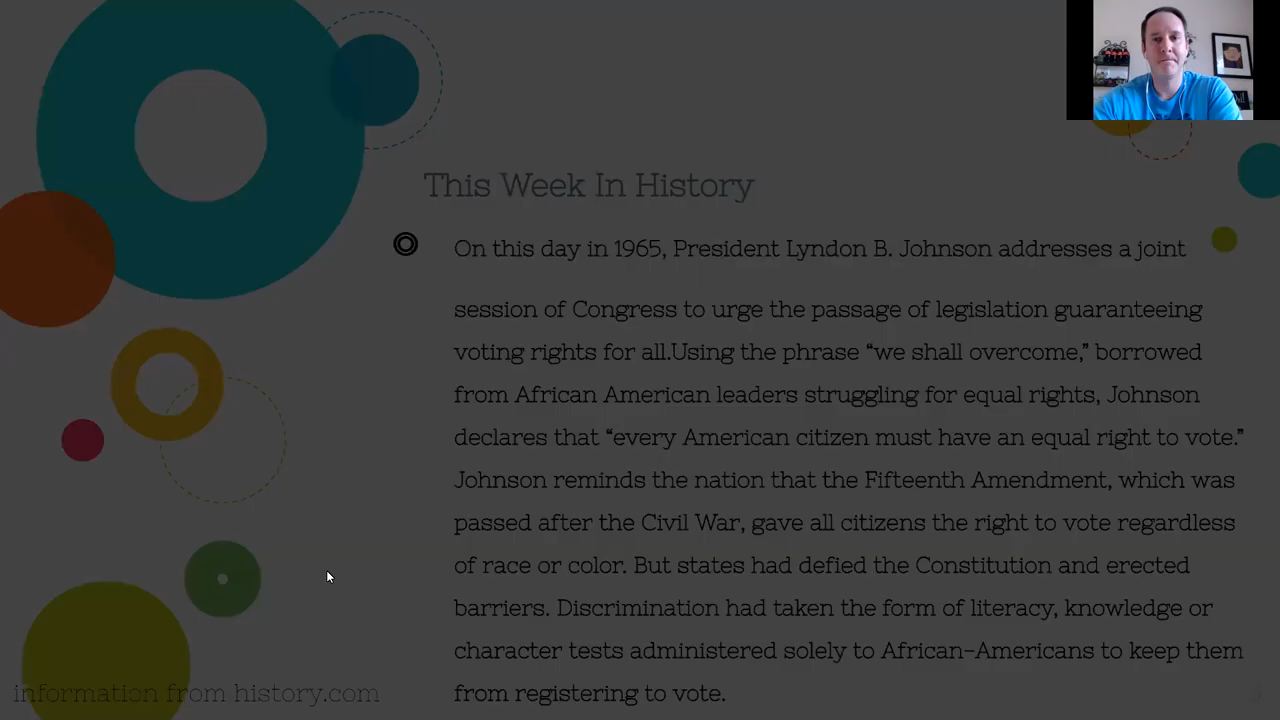 This Week In History
On this day in 1965, President Lyndon B. Johnson addresses a joint
session of Congress to urge the passage of legislation guaranteeing
voting rights for all.Using the phrase “we shall overcome,” borrowed
from African American leaders struggling for equal rights, Johnson
declares that “every American citizen must have an equal right to vote.”
Johnson reminds the nation that the Fifteenth Amendment, which was
passed after the Civil War, gave all citizens the right to vote regardless
of race or color. But states had defied the Constitution and erected
barriers. Discrimination had taken the form of literacy, knowledge or
character tests administered solely to African-Americans to keep them
from registering to vote.
information from history.com